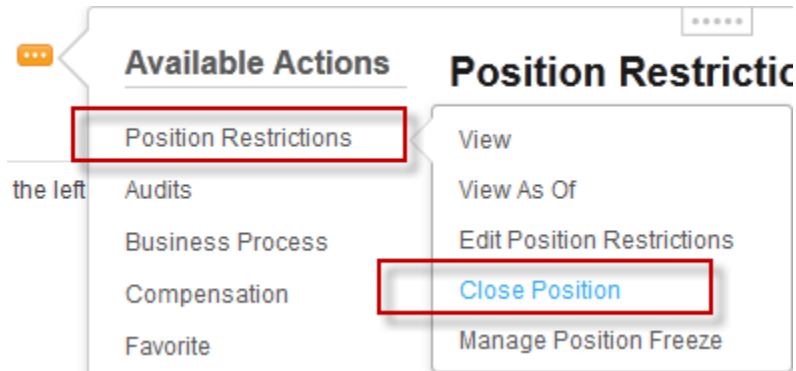 Available Actions
Position Restrictio
Position Restrictions
View
the left
Audits
View As Of
Business Process
Edit Position Restrictions
Compensation
Close Position
Favorite
Manage Position Freeze